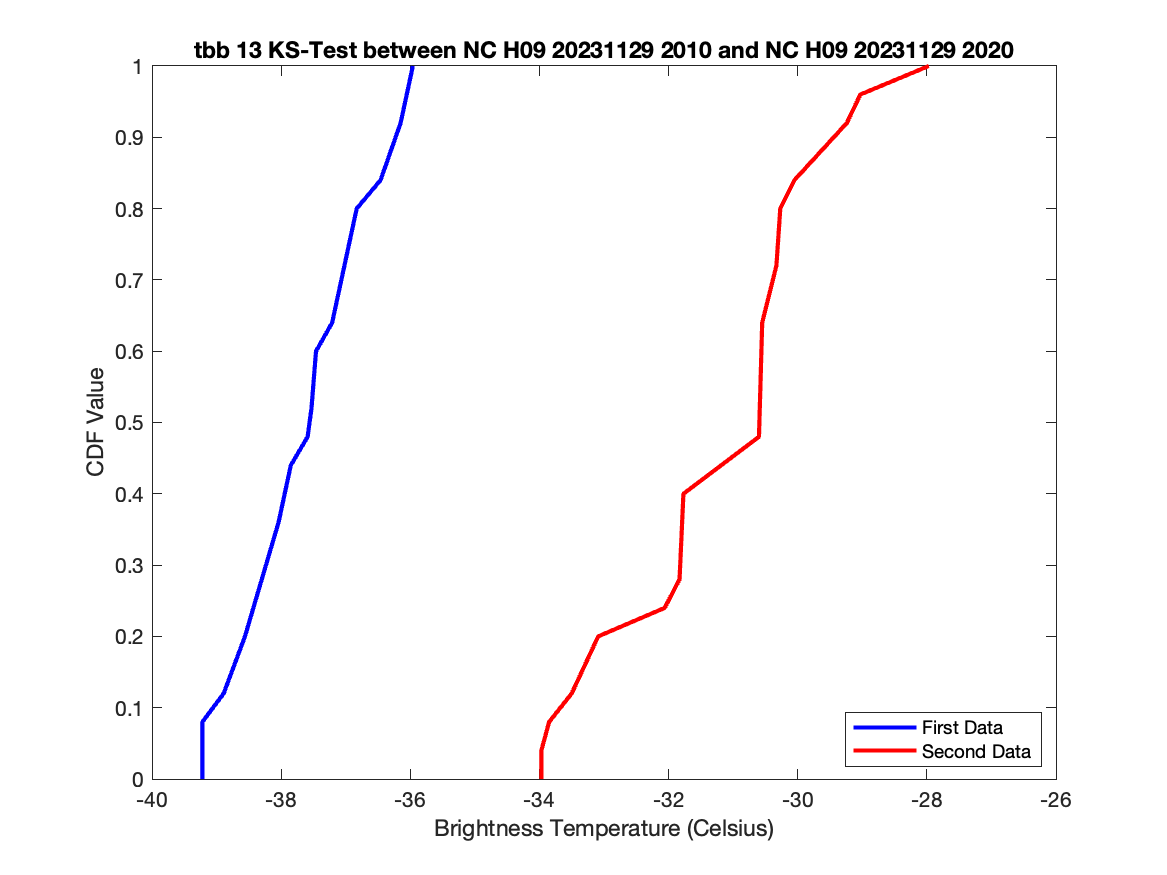 tbb 13 KS-Test between NC H09 20231129 2010 and NC H09 20231129 2020
1
0.9
0.8
0.7
0.6
0.5
0.4
0.3
0.2
0.1
0
CDF Value
-40 -38 -36 -34 -32 -30 -28 -26
Brightness Temperature (Celsius)
First Data
Second Data